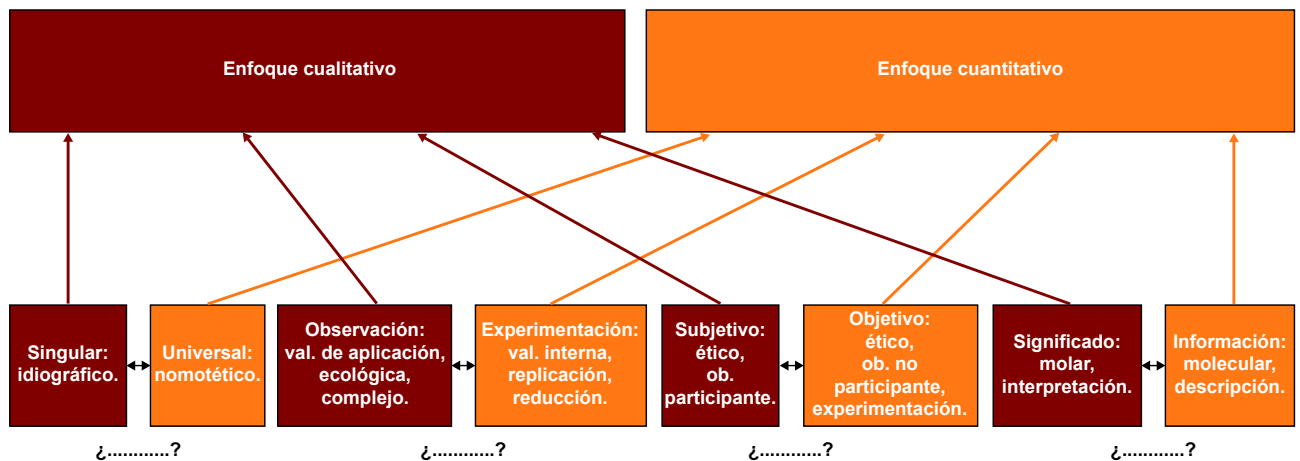 Enfoque cualitativo
Enfoque cuantitativo
Singular:
idiográfico.
Universal:
nomotético.
Observación:
val. de aplicación,
ecológica,
complejo.
Experimentación:
val. interna,
replicación,
reducción.
Subjetivo:
ético,
ob.
participante.
Objetivo:
ético,
ob. no
participante,
experimentación.
Significado:
molar,
interpretación.
Información:
molecular,
descripción.
¿............?
¿............?
¿............?
¿............?